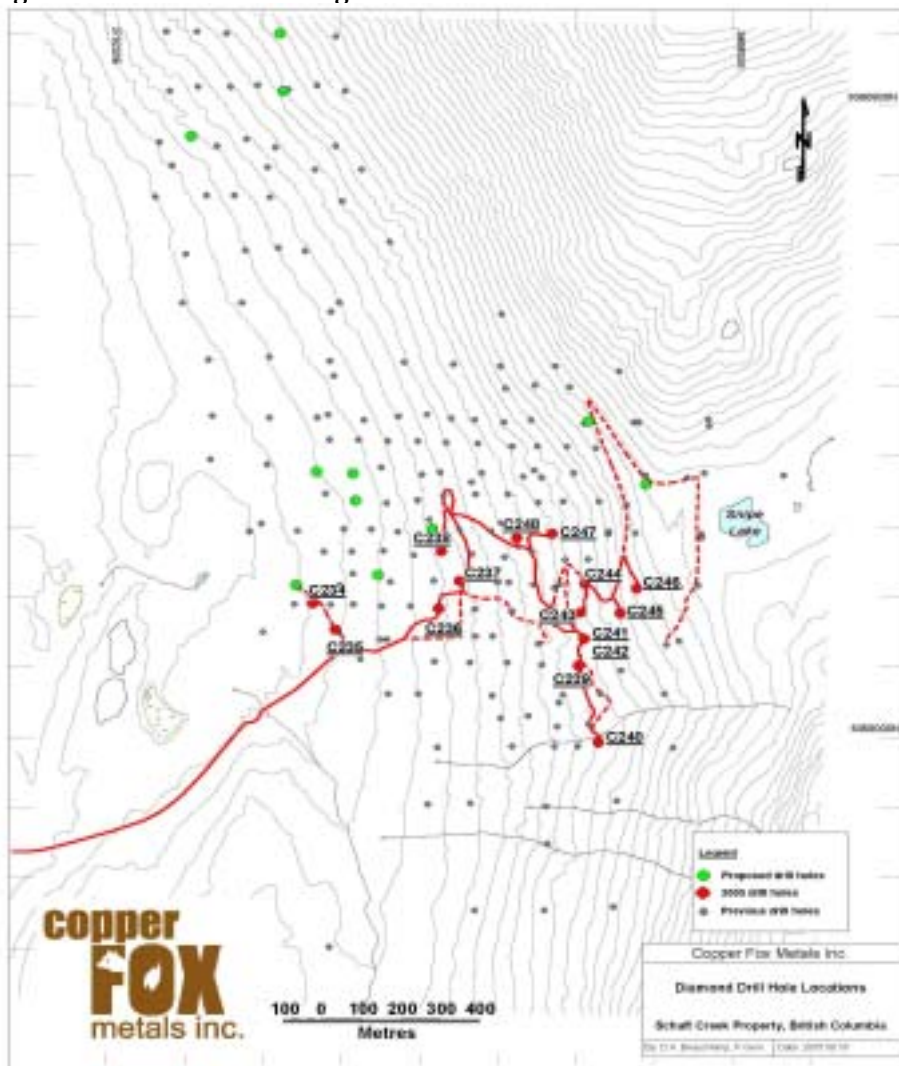 Snipe
Lake
C248
C247
C238
C237
C244
C246
C234
C243
C245
C236
C235
C241
C242
C239
C240
Legend
Proposed drill holes
2005 drill holes
Previous drill holes
copper
FOX
metals inc.
100 0 100 200 300 400
Metres
Copper Fox Metals Inc.
Diamond Drill Hole Locations
Schaft Creek Property, British Columbia